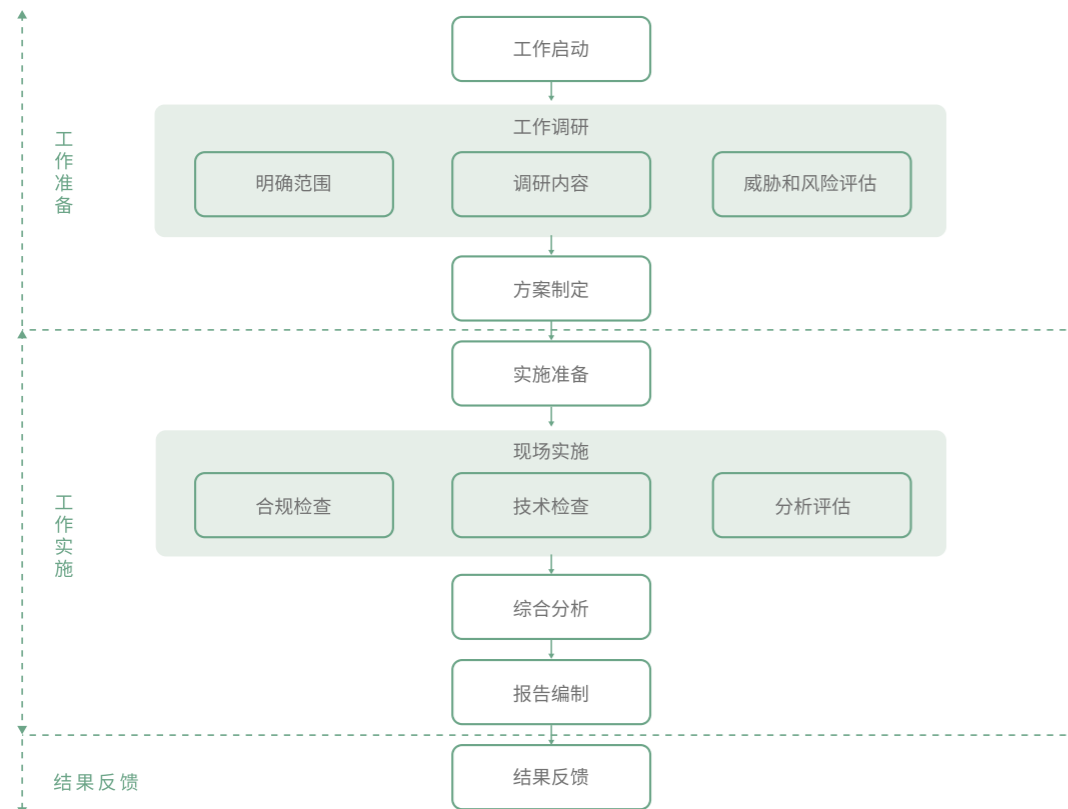 工作启动
工作调研
明确范围
调研内容
威胁和风险评估
工作准备
方案制定
实施准备
现场实施
合规检查
技术检查
分析评估
工作实施
综合分析
报告编制
结果反馈
结果反馈